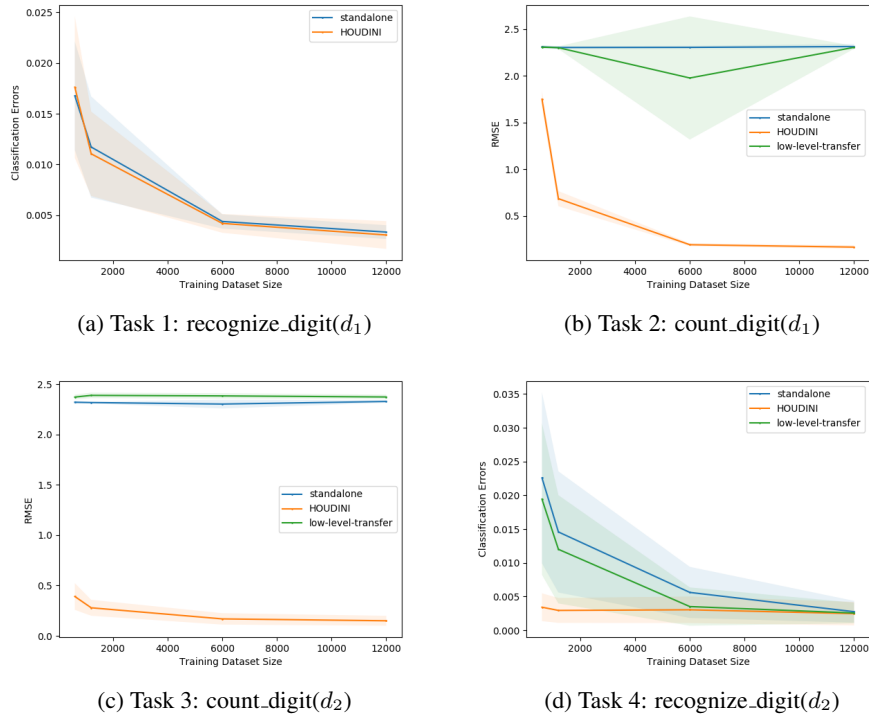 0.025
0.020
0.015
0.010
0.005
Classification Errors
standalone
HOUDINI
2000 4000 6000 8000 10000 12000
Training Dataset Size
(a) Task 1: recognize_digit(d₁)
2.5
2.0
1.5
1.0
0.5
RMSE
standalone
HOUDINI
low-level-transfer
2000 4000 6000 8000 10000 12000
Training Dataset Size
(b) Task 2: count_digit(d₁)
2.5
2.0
1.5
1.0
0.5
0.0
RMSE
standalone
HOUDINI
low-level-transfer
2000 4000 6000 8000 10000 12000
Training Dataset Size
(c) Task 3: count_digit(d₂)
0.035
0.030
0.025
0.020
0.015
0.010
0.005
0.000
Classification Errors
standalone
HOUDINI
low-level-transfer
2000 4000 6000 8000 10000 12000
Training Dataset Size
(d) Task 4: recognize_digit(d₂)